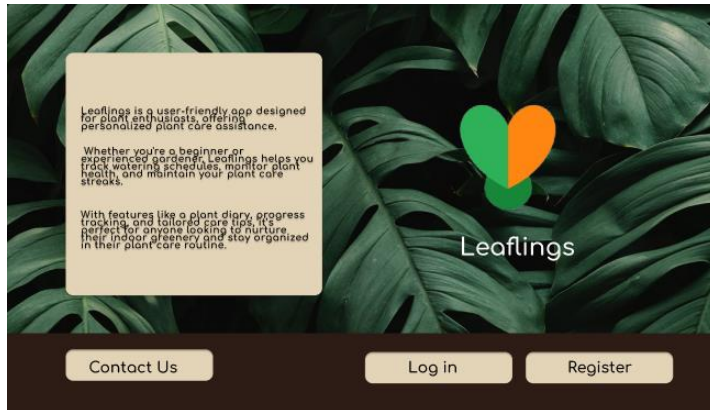 Leaflings is a user-friendly app designed
for plant enthusiasts, offering
personalized plant care assistance.
Whether you're a beginner or
experienced gardener, Leaflings helps you
track watering schedules, monitor plant
health, and maintain your plant care
streaks.
With features like a plant diary, progress
tracking, and tailored care tips, it's
perfect for anyone looking to nurture
their indoor greenery and stay organized
in their plant care routine.
Leaflings
Contact Us
Log in
Register